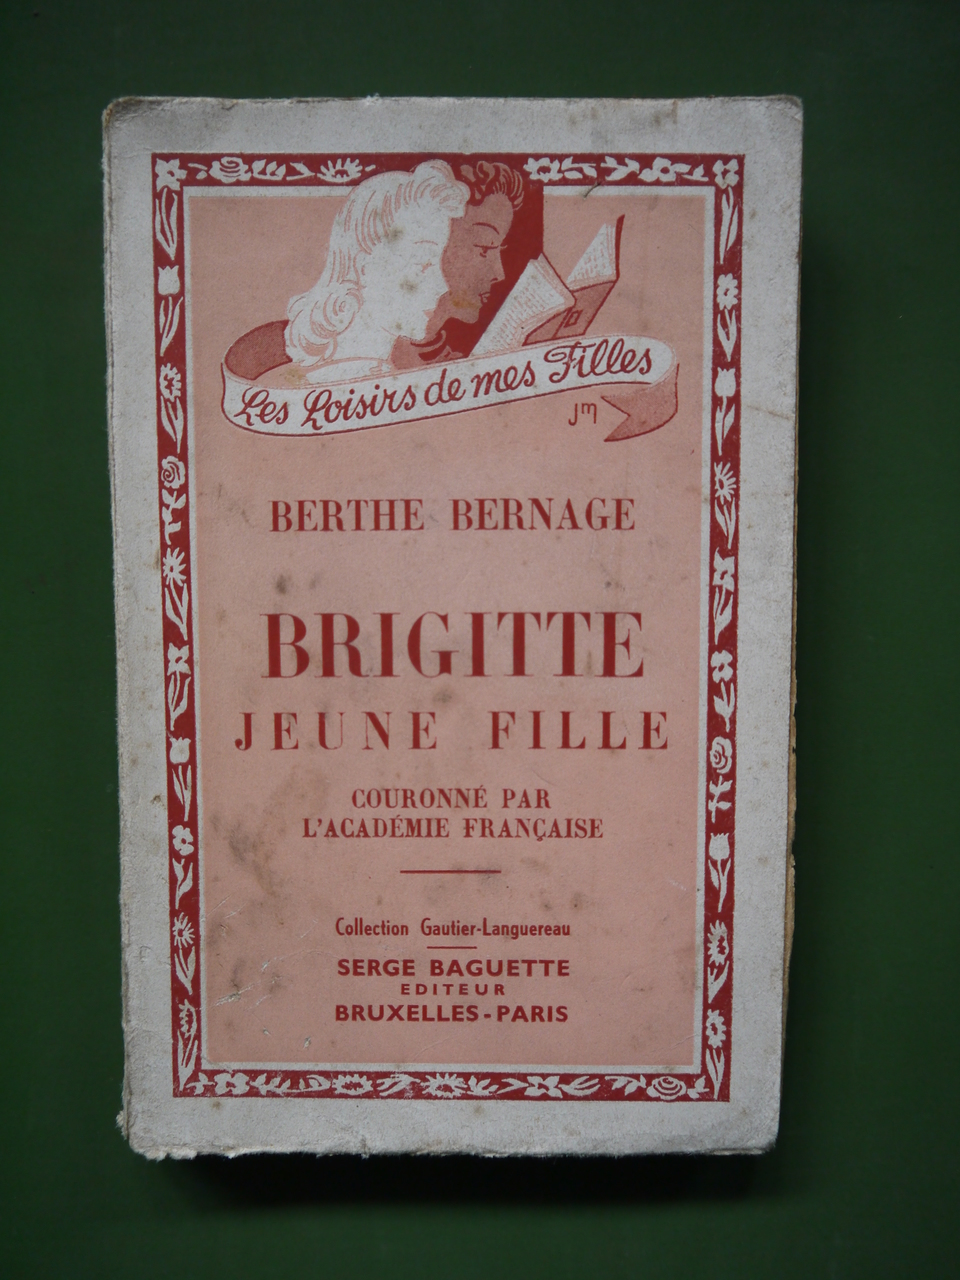 Les Loisirs de mes Filles
Jm
BERTHE BERNAGE
BRIGITTE
JEUNE FILLE
COURONNÉ PAR
L'ACADÉMIE FRANÇAISE
Collection Gautier-Languereau
SERGE BAGUETTE
EDITEUR
BRUXELLES-PARIS